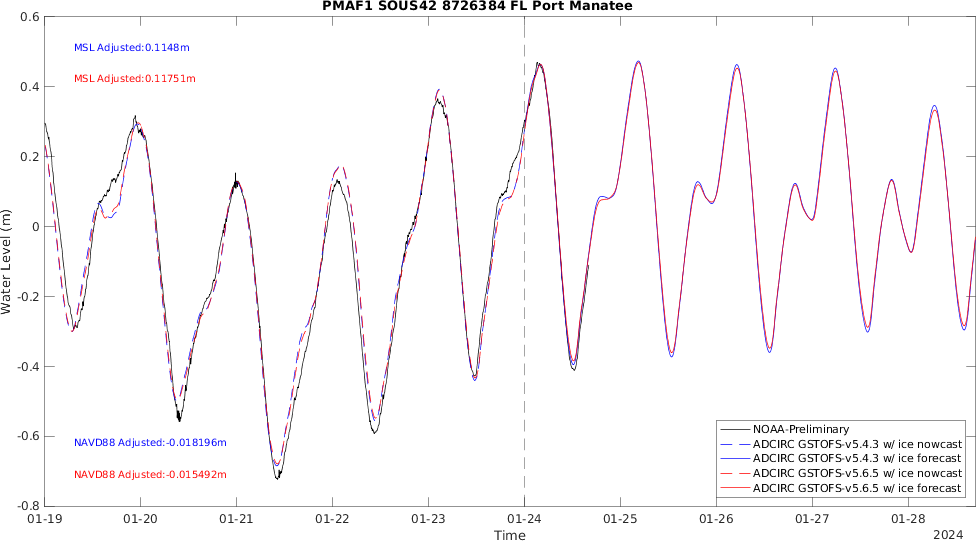 PMAF1 SOUS42 8726384 FL Port Manatee
0.6
0.4
0.2
0
-0.2
-0.4
-0.6
-0.8
Water Level (m)
MSL Adjusted:0.1148m
MSL Adjusted:0.11751m
NAVD88 Adjusted:-0.018196m
NAVD88 Adjusted:-0.015492m
NOAA-Preliminary
ADCIRC GSTOFS-v5.4.3 w/ ice nowcast
ADCIRC GSTOFS-v5.4.3 w/ ice forecast
ADCIRC GSTOFS-v5.6.5 w/ ice nowcast
ADCIRC GSTOFS-v5.6.5 w/ ice forecast
01-19 01-20 01-21 01-22 01-23 01-24 01-25 01-26 01-27 01-28
Time
2024